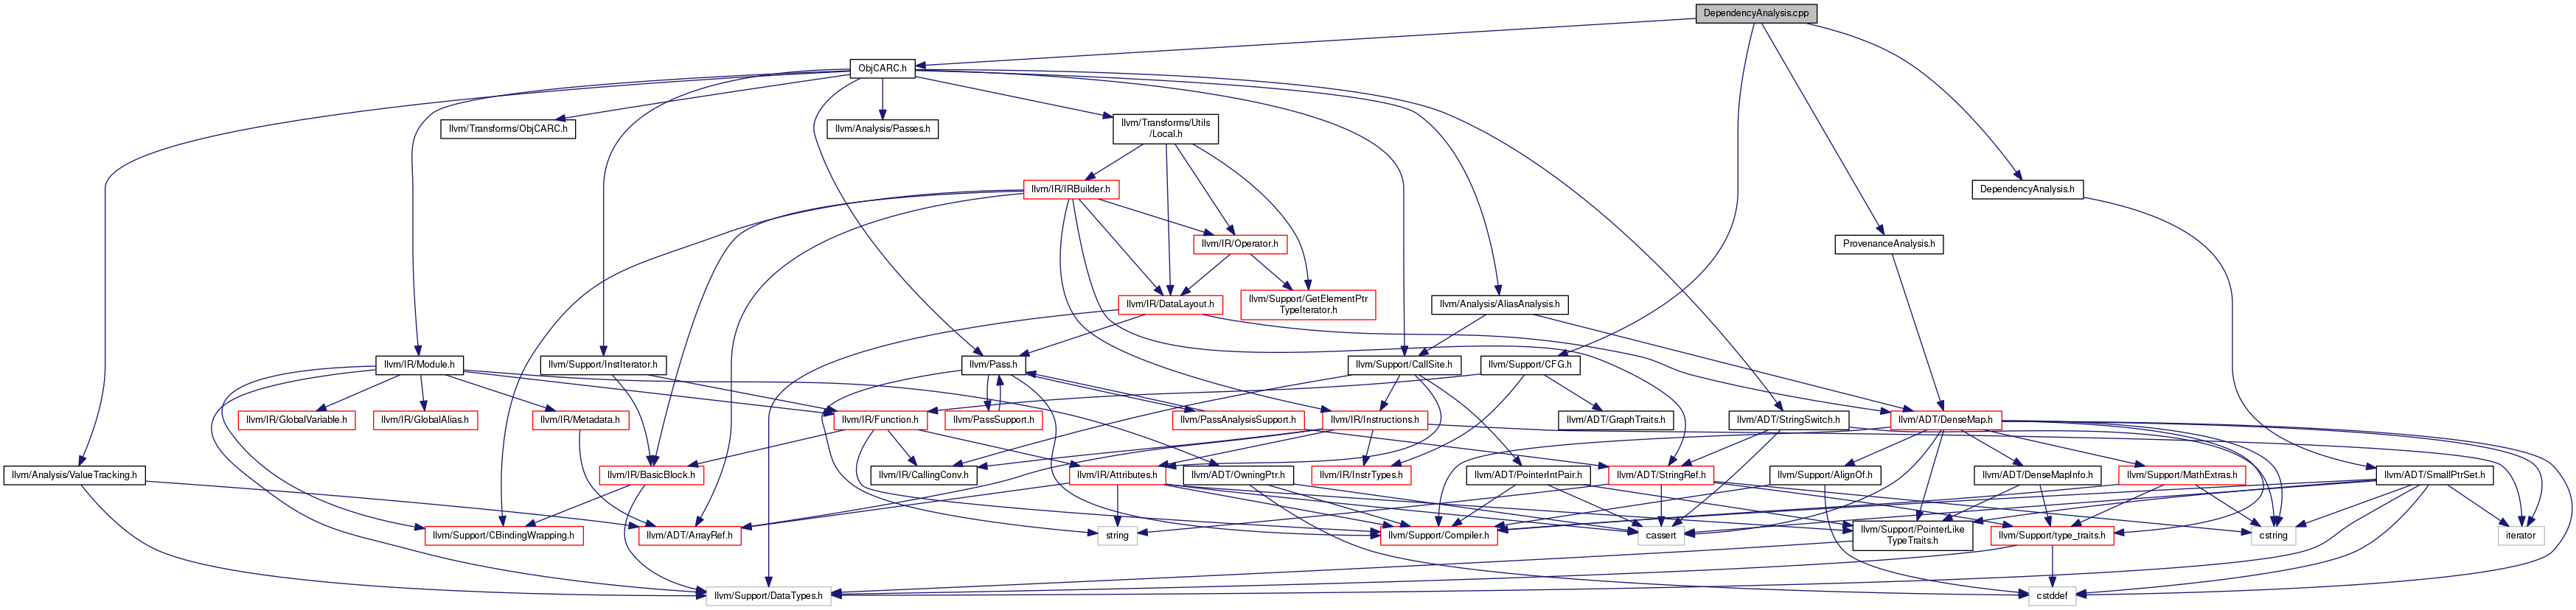 DependencyAnalysis.cpp
ObjCARC.h
llvm/Transforms/ObjCARC.h
llvm/Analysis/Passes.h
llvm/Transforms/Utils
/Local.h
llvm/IR/IRBuilder.h
DependencyAnalysis.h
llvm/IR/Operator.h
ProvenanceAnalysis.h
llvm/IR/DataLayout.h
llvm/Support/GetElementPtr
TypeIterator.h
llvm/Analysis/AliasAnalysis.h
llvm/IR/Module.h
llvm/Support/InstIterator.h
llvm/Pass.h
llvm/Support/CallSite.h
llvm/Support/CFG.h
llvm/IR/GlobalVariable.h
llvm/IR/GlobalAlias.h
llvm/IR/Metadata.h
llvm/IR/Function.h
llvm/PassSupport.h
llvm/PassAnalysisSupport.h
llvm/IR/Instructions.h
llvm/ADT/GraphTraits.h
llvm/ADT/StringSwitch.h
llvm/ADT/DenseMap.h
llvm/Analysis/ValueTracking.h
llvm/IR/BasicBlock.h
llvm/IR/CallingConv.h
llvm/IR/Attributes.h
llvm/ADT/OwningPtr.h
llvm/IR/InstrTypes.h
llvm/ADT/PointerIntPair.h
llvm/ADT/StringRef.h
llvm/Support/AlignOf.h
llvm/ADT/DenseMapInfo.h
llvm/Support/MathExtras.h
llvm/ADT/SmallPtrSet.h
llvm/Support/CBindingWrapping.h
llvm/ADT/ArrayRef.h
string
llvm/Support/Compiler.h
cassert
llvm/Support/PointerLike
TypeTraits.h
llvm/Support/type_traits.h
cstring
iterator
llvm/Support/DataTypes.h
cstddef